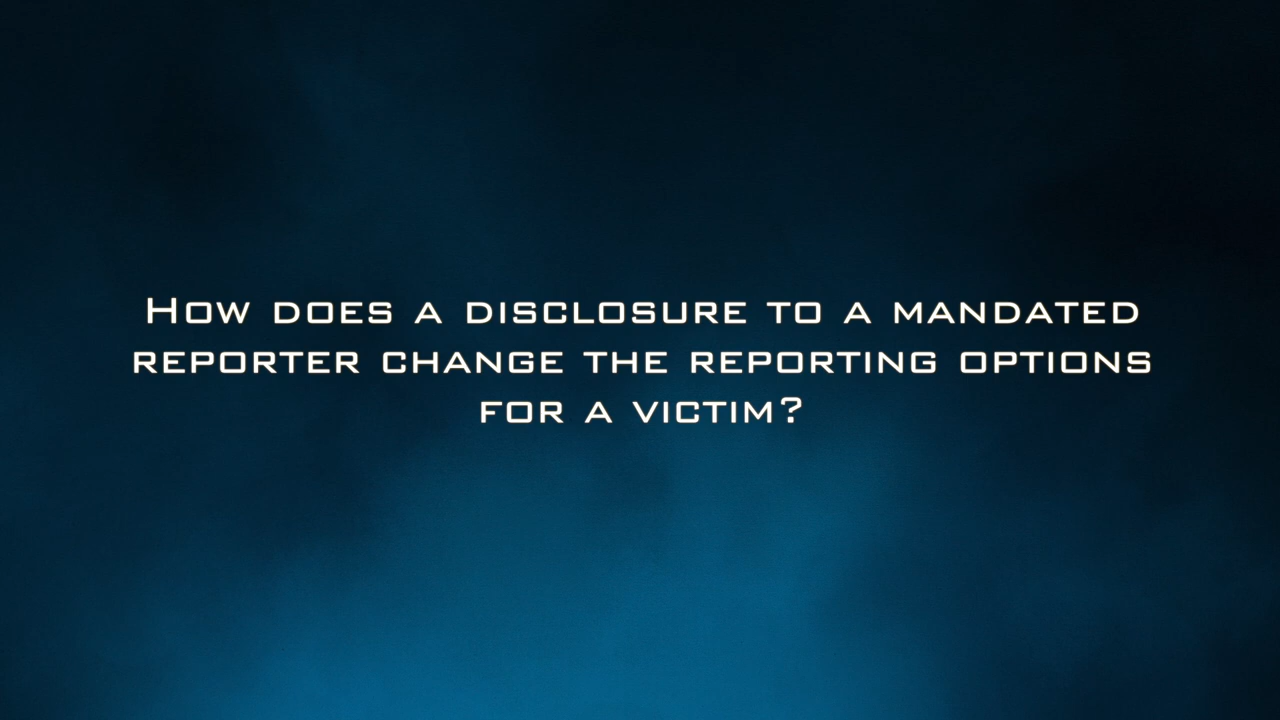 How does a disclosure to a mandated
reporter change the reporting options
for a victim?